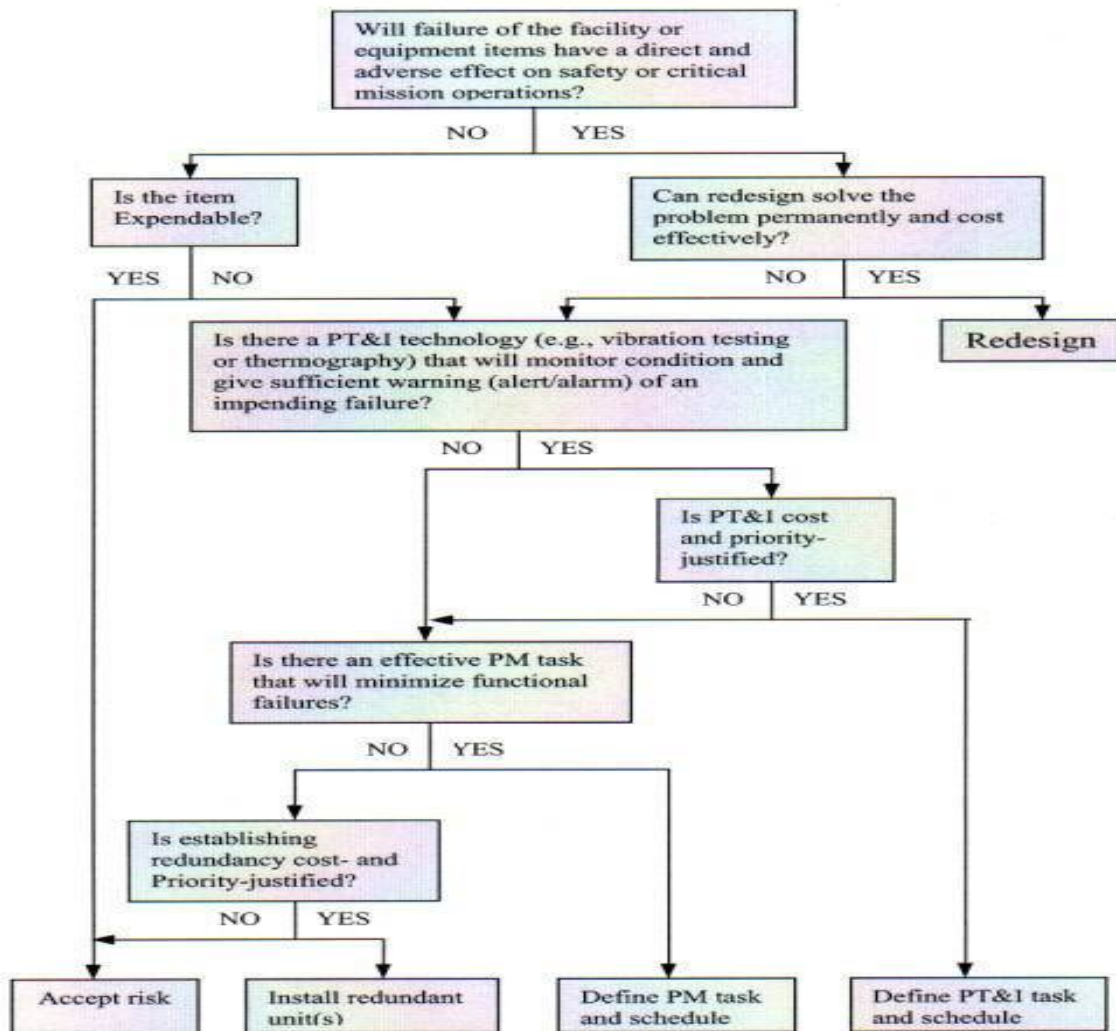 Will failure of the facility or
equipment items have a direct and
adverse effect on safety or critical
mission operations?
NO
YES
Is the item
Expendable?
Can redesign solve the
problem permanently and cost
effectively?
YES
NO
NO
YES
Is there a PT&I technology (e.g., vibration testing
or thermography) that will monitor condition and
give sufficient warning (alert/alarm) of an
impending failure?
Redesign
NO
YES
Is PT&I cost
and priority-
justified?
NO
YES
Is there an effective PM task
that will minimize functional
failures?
NO
YES
Is establishing
redundancy cost- and
Priority-justified?
NO
YES
Accept risk
Install redundant
unit(s)
Define PM task
and schedule
Define PT&I task
and schedule